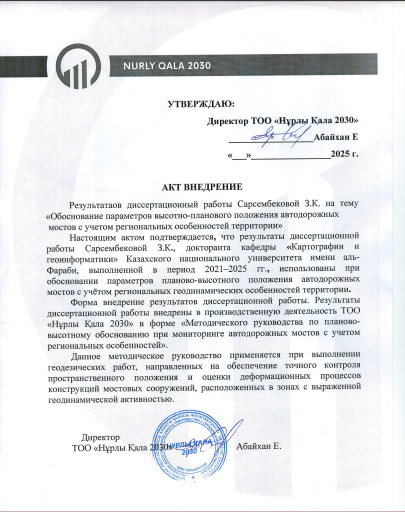 NURLY QALA 2030
УТВЕРЖДАЮ:
Директор ТОО «Нұрлы Қала 2030»
Абайхан Е
«___»__________________2025 г.
АКТ ВНЕДРЕНИЕ
Результатаов диссертационный работы Сарсембековой З.К. на тему
«Обоснование параметров высотно-планового положения автодорожных
мостов с учетом региональных особенностей территории»
Настоящим актом подтверждается, что результаты диссертационной
работы Сарсембековой З.К., докторанта кафедры «Картографии и
геоинформатики» Казахского национального университета имени аль-
Фараби, выполненной в период 2021–2025 гг., использованы при
обосновании параметров планово-высотного положения автодорожных
мостов с учётом региональных геодинамических особенностей территории.
Форма внедрение результатов диссертационной работы. Результаты
диссертационной работы внедрены в производственную деятельность ТОО
«Нұрлы Қала 2030» в форме «Методического руководства по планово-
высотному обоснованию при мониторинге автодорожных мостов с учетом
региональных особенностей».
Данное методическое руководство применяется при выполнении
геодезических работ, направленных на обеспечение точного контроля
пространственного положения и оценки деформационных процессов
конструкций мостовых сооружений, расположенных в зонах с выраженной
геодинамической активностью.
Директор
ТОО «Нұрлы Қала 2030» Абайхан Е.
НҰРЛЫ ҚАЛА
2030